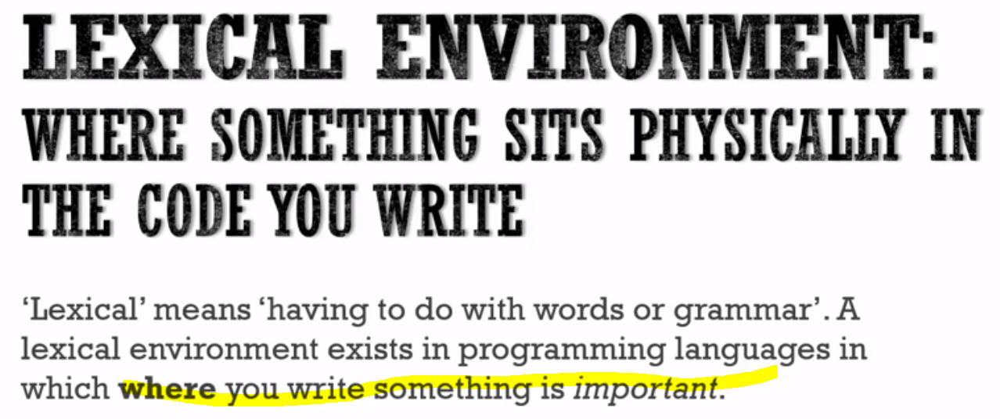 LEXICAL ENVIRONMENT:
WHERE SOMETHING SITS PHYSICALLY IN
THE CODE YOU WRITE
‘Lexical’ means ‘having to do with words or grammar’. A
lexical environment exists in programming languages in
which where you write something is important.